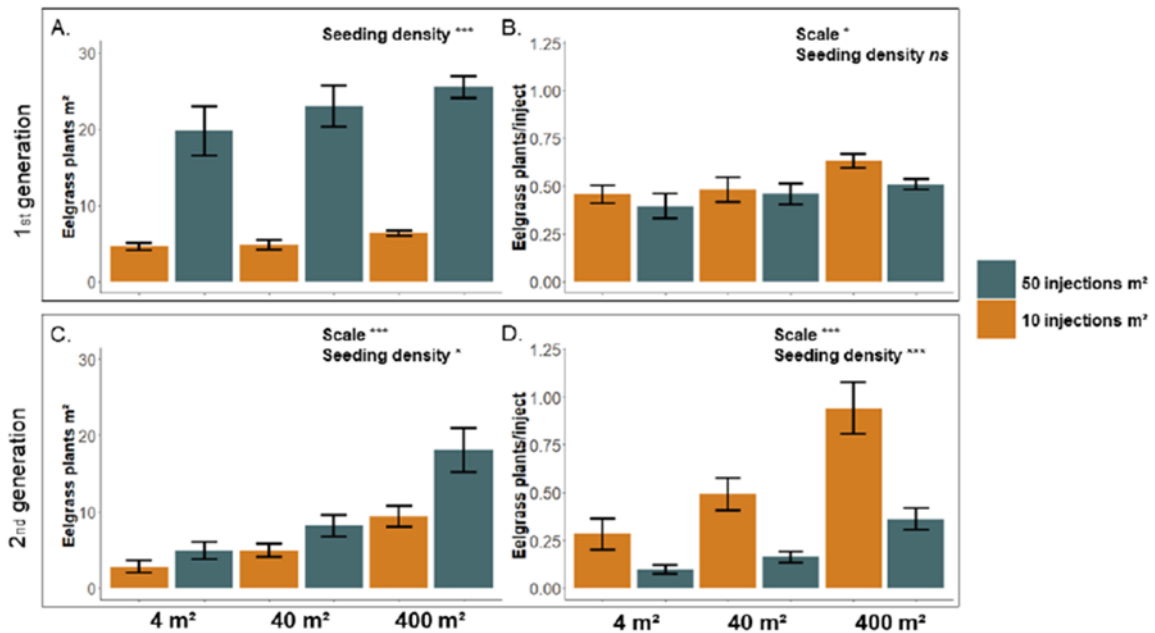 A.
Seeding density ***
30
20
10
0
Eelgrass plants m²
1st generation
B.
Scale *
Seeding density ns
1.25
1.00
0.75
0.50
0.25
0.00
Eelgrass plants/inject
50 injections m²
10 injections m²
C.
Scale ***
Seeding density *
30
20
10
0
Eelgrass plants m²
2nd generation
4 m² 40 m² 400 m²
D.
Scale ***
Seeding density ***
1.25
1.00
0.75
0.50
0.25
0.00
Eelgrass plants/inject
4 m² 40 m² 400 m²